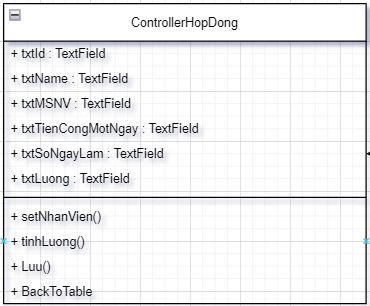 ControllerHopDong
+ txtId : TextField
+ txtName : TextField
+ txtMSNV : TextField
+ txtTienCongMotNgay : TextField
+ txtSoNgayLam : TextField
+ txtLuong : TextField
+ setNhanVien()
+ tinhLuong()
+ Luu()
+ BackToTable